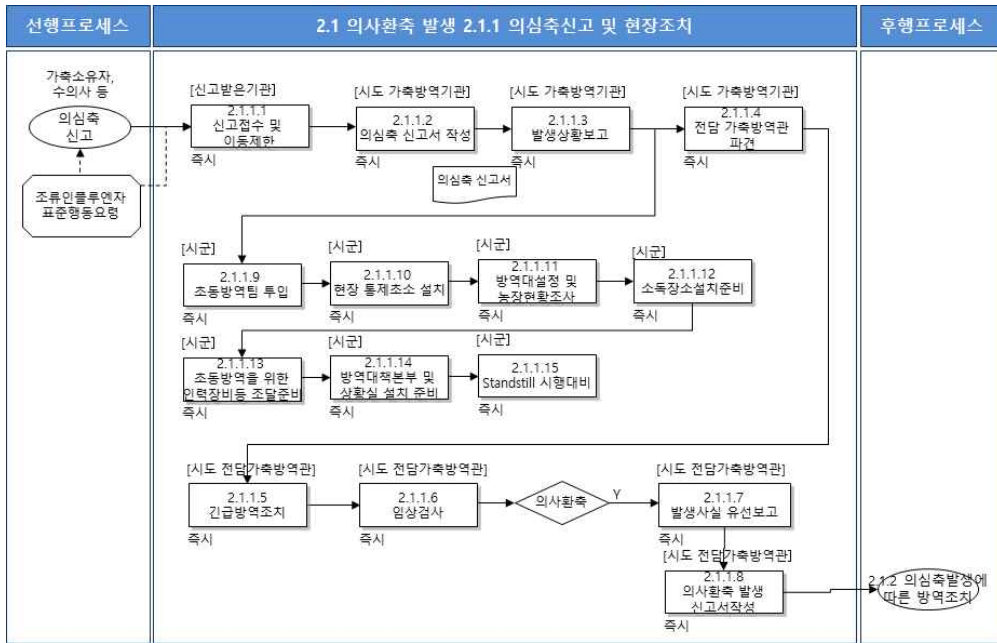 선행프로세스
2.1 의사환축 발생 2.1.1 의심축신고 및 현장조치
후행프로세스
가축소유자,
수의사 등
의심축
신고
조류인플루엔자
표준행동요령
[신고받은기관]
2.1.1.1
신고접수 및
이동제한
즉시
[시도 가축방역기관]
2.1.1.2
의심축 신고서 작성
즉시
[시도 가축방역기관]
2.1.1.3
발생상황보고
즉시
[시도 가축방역기관]
2.1.1.4
전담 가축방역관
파견
즉시
의심축 신고서
[시군]
2.1.1.9
초동방역팀 투입
즉시
[시군]
2.1.1.10
현장 통제초소 설치
즉시
[시군]
2.1.1.11
방역대설정 및
농장현황조사
즉시
[시군]
2.1.1.12
소독장소설치준비
즉시
[시군]
2.1.1.13
초동방역을 위한
인력장비등 조달준비
즉시
[시군]
2.1.1.14
방역대책본부 및
상황실 설치 준비
즉시
[시군]
2.1.1.15
Standstill 시행대비
즉시
[시도 전담가축방역관]
2.1.1.5
긴급방역조치
즉시
[시도 전담가축방역관]
2.1.1.6
임상검사
즉시
의사환축
Y
[시도 전담가축방역관]
2.1.1.7
발생사실 유선보고
즉시
[시도 전담가축방역관]
2.1.1.8
의사환축 발생
신고서작성
즉시
2.1.2 의심축발생에
따른 방역조치